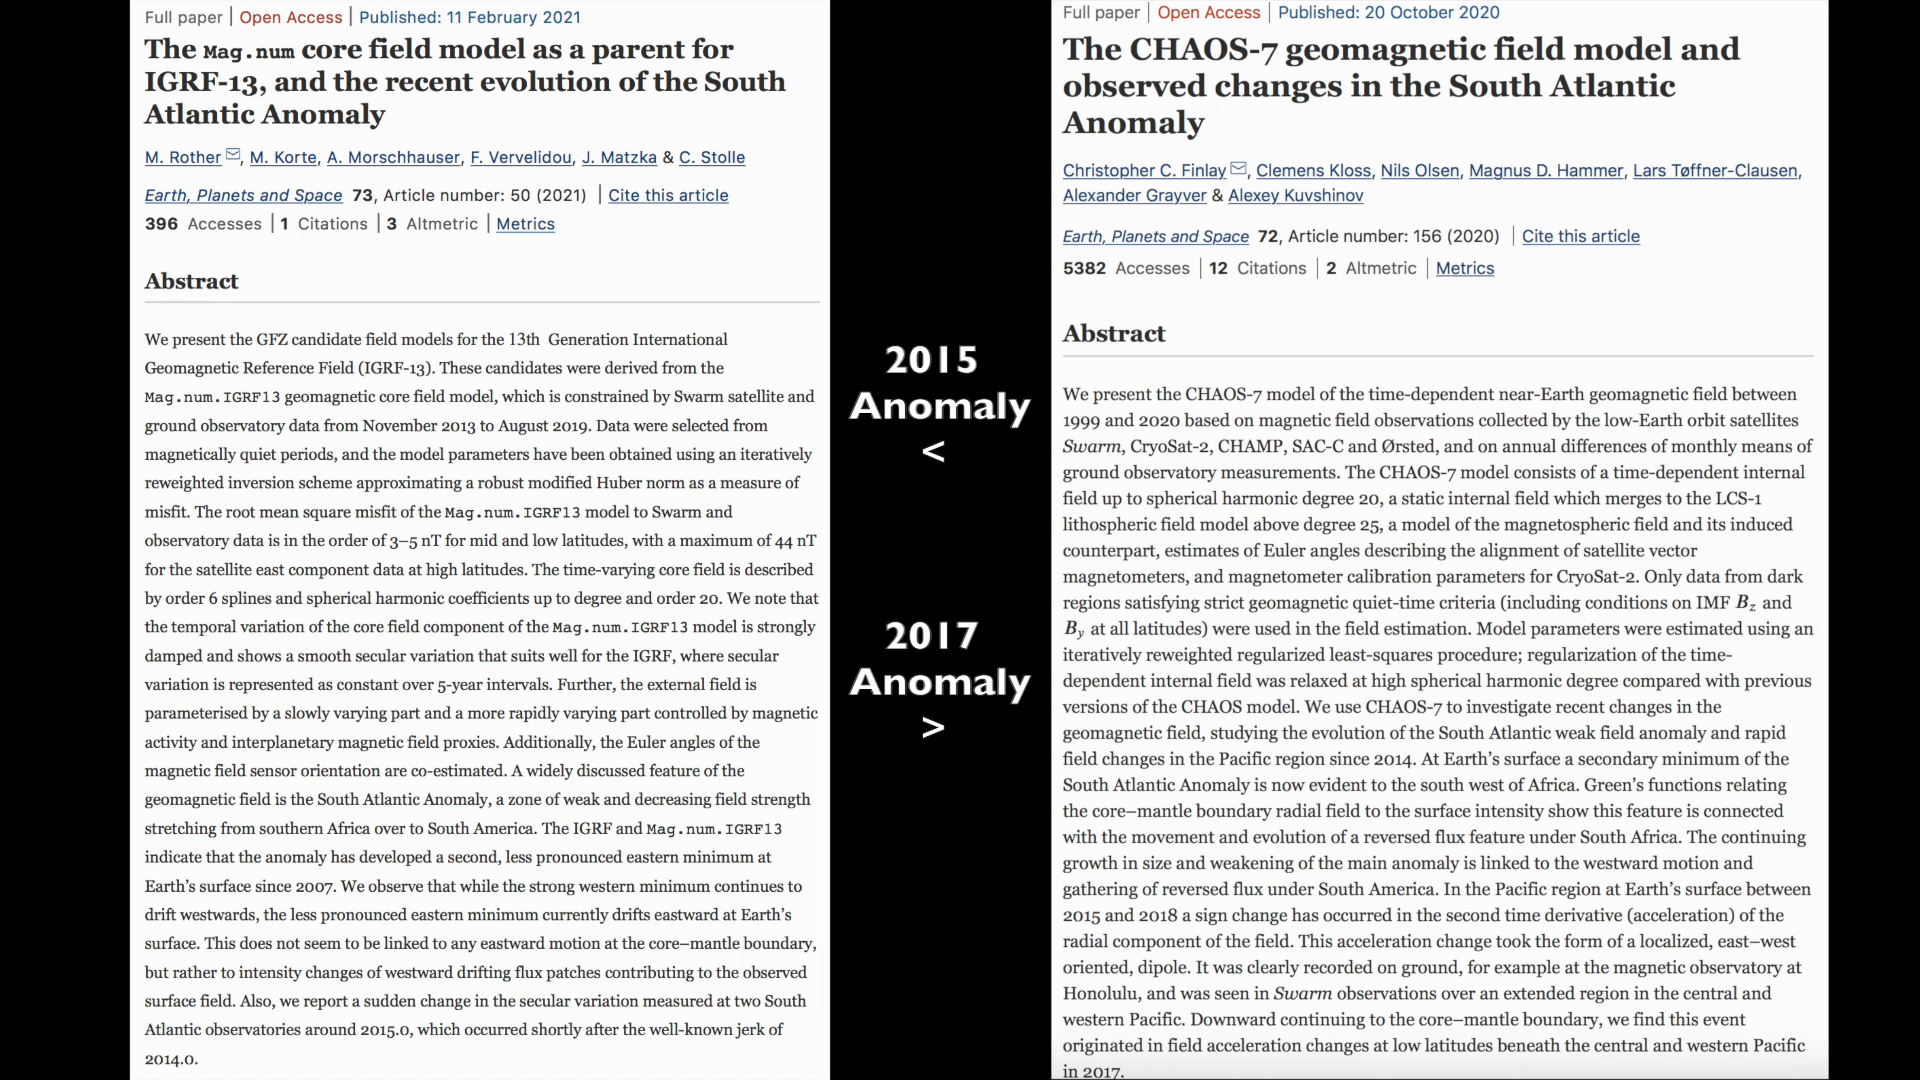 Full paper | Open Access | Published: 11 February 2021
The Mag.num core field model as a parent for
IGRF-13, and the recent evolution of the South
Atlantic Anomaly
M. Rother, M. Korte, A. Morschhauser, F. Vervelidou, J. Matzka & C. Stolle
Earth, Planets and Space 73, Article number: 50 (2021) | Cite this article
396 Accesses | 1 Citations | 3 Altmetric | Metrics
Abstract
We present the GFZ candidate field models for the 13th Generation International
Geomagnetic Reference Field (IGRF-13). These candidates were derived from the
Mag.num.IGRF13 geomagnetic core field model, which is constrained by Swarm satellite and
ground observatory data from November 2013 to August 2019. Data were selected from
magnetically quiet periods, and the model parameters have been obtained using an iteratively
reweighted inversion scheme approximating a robust modified Huber norm as a measure of
misfit. The root mean square misfit of the Mag.num.IGRF13 model to Swarm and
observatory data is in the order of 3–5 nT for mid and low latitudes, with a maximum of 44 nT
for the satellite east component data at high latitudes. The time-varying core field is described
by order 6 splines and spherical harmonic coefficients up to degree and order 20. We note that
the temporal variation of the core field component of the Mag.num.IGRF13 model is strongly
damped and shows a smooth secular variation that suits well for the IGRF, where secular
variation is represented as constant over 5-year intervals. Further, the external field is
parameterised by a slowly varying part and a more rapidly varying part controlled by magnetic
activity and interplanetary magnetic field proxies. Additionally, the Euler angles of the
magnetic field sensor orientation are co-estimated. A widely discussed feature of the
geomagnetic field is the South Atlantic Anomaly, a zone of weak and decreasing field strength
stretching from southern Africa over to South America. The IGRF and Mag.num.IGRF13
indicate that the anomaly has developed a second, less pronounced eastern minimum at
Earth's surface since 2007. We observe that while the strong western minimum continues to
drift westwards, the less pronounced eastern minimum currently drifts eastward at Earth's
surface. This does not seem to be linked to any eastward motion at the core–mantle boundary,
but rather to intensity changes of westward drifting flux patches contributing to the observed
surface field. Also, we report a sudden change in the secular variation measured at two South
Atlantic observatories around 2015.0, which occurred shortly after the well-known jerk of
2014.0.
2015
Anomaly
<
2017
Anomaly
>
Full paper | Open Access | Published: 20 October 2020
The CHAOS-7 geomagnetic field model and
observed changes in the South Atlantic
Anomaly
Christopher C. Finlay, Clemens Kloss, Nils Olsen, Magnus D. Hammer, Lars Tøffner-Clausen,
Alexander Grayver & Alexey Kuvshinov
Earth, Planets and Space 72, Article number: 156 (2020) | Cite this article
5382 Accesses | 12 Citations | 2 Altmetric | Metrics
Abstract
We present the CHAOS-7 model of the time-dependent near-Earth geomagnetic field between
1999 and 2020 based on magnetic field observations collected by the low-Earth orbit satellites
Swarm, CryoSat-2, CHAMP, SAC-C and Ørsted, and on annual differences of monthly means of
ground observatory measurements. The CHAOS-7 model consists of a time-dependent internal
field up to spherical harmonic degree 20, a static internal field which merges to the LCS-1
lithospheric field model above degree 25, a model of the magnetospheric field and its induced
counterpart, estimates of Euler angles describing the alignment of satellite vector
magnetometers, and magnetometer calibration parameters for CryoSat-2. Only data from dark
regions satisfying strict geomagnetic quiet-time criteria (including conditions on IMF Bz and
By at all latitudes) were used in the field estimation. Model parameters were estimated using an
iteratively reweighted regularized least-squares procedure; regularization of the time-
dependent internal field was relaxed at high spherical harmonic degree compared with previous
versions of the CHAOS model. We use CHAOS-7 to investigate recent changes in the
geomagnetic field, studying the evolution of the South Atlantic weak field anomaly and rapid
field changes in the Pacific region since 2014. At Earth's surface a secondary minimum of the
South Atlantic Anomaly is now evident to the south west of Africa. Green's functions relating
the core–mantle boundary radial field to the surface intensity show this feature is connected
with the movement and evolution of a reversed flux feature under South Africa. The continuing
growth in size and weakening of the main anomaly is linked to the westward motion and
gathering of reversed flux under South America. In the Pacific region at Earth's surface between
2015 and 2018 a sign change has occurred in the second time derivative (acceleration) of the
radial component of the field. This acceleration change took the form of a localized, east–west
oriented, dipole. It was clearly recorded on ground, for example at the magnetic observatory at
Honolulu, and was seen in Swarm observations over an extended region in the central and
western Pacific. Downward continuing to the core–mantle boundary, we find this event
originated in field acceleration changes at low latitudes beneath the central and western Pacific
in 2017.